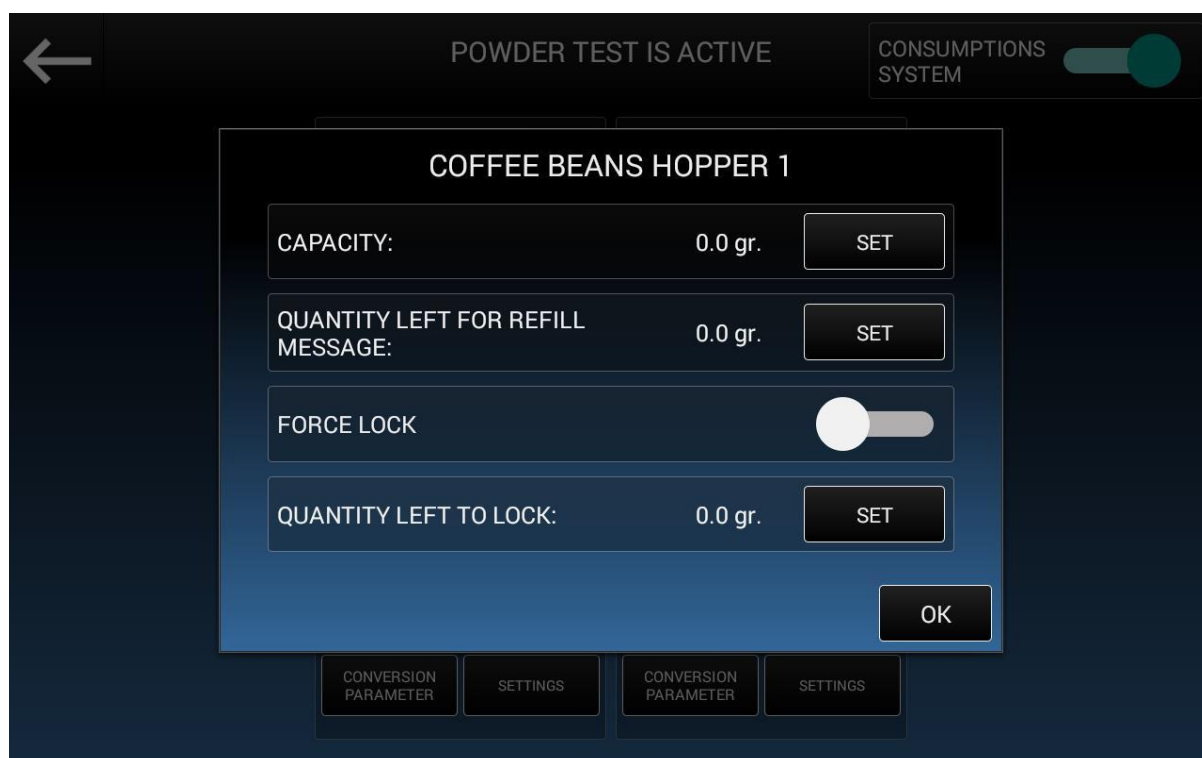 POWDER TEST IS ACTIVE
CONSUMPTIONS
SYSTEM
COFFEE BEANS HOPPER 1
CAPACITY: 0.0 gr. SET
QUANTITY LEFT FOR REFILL
MESSAGE: 0.0 gr. SET
FORCE LOCK
QUANTITY LEFT TO LOCK: 0.0 gr. SET
OK
CONVERSION
PARAMETER
SETTINGS
CONVERSION
PARAMETER
SETTINGS